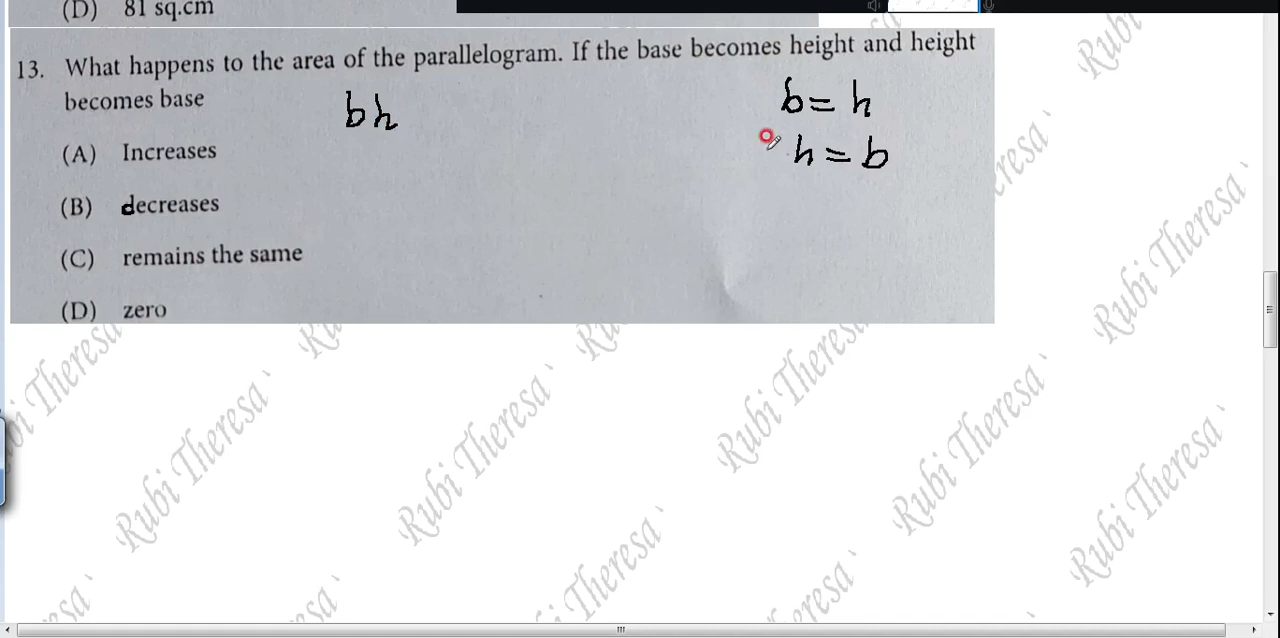 (D) 81 sq.cm
13. What happens to the area of the parallelogram. If the base becomes height and height
becomes base
bh
b = h
h = b
(A) Increases
(B) decreases
(C) remains the same
(D) zero
Rubi Theresa
Rubi Theresa
Rubi Theresa
Rubi Theresa
Rubi Theresa
Rubi Theresa
Rubi Theresa